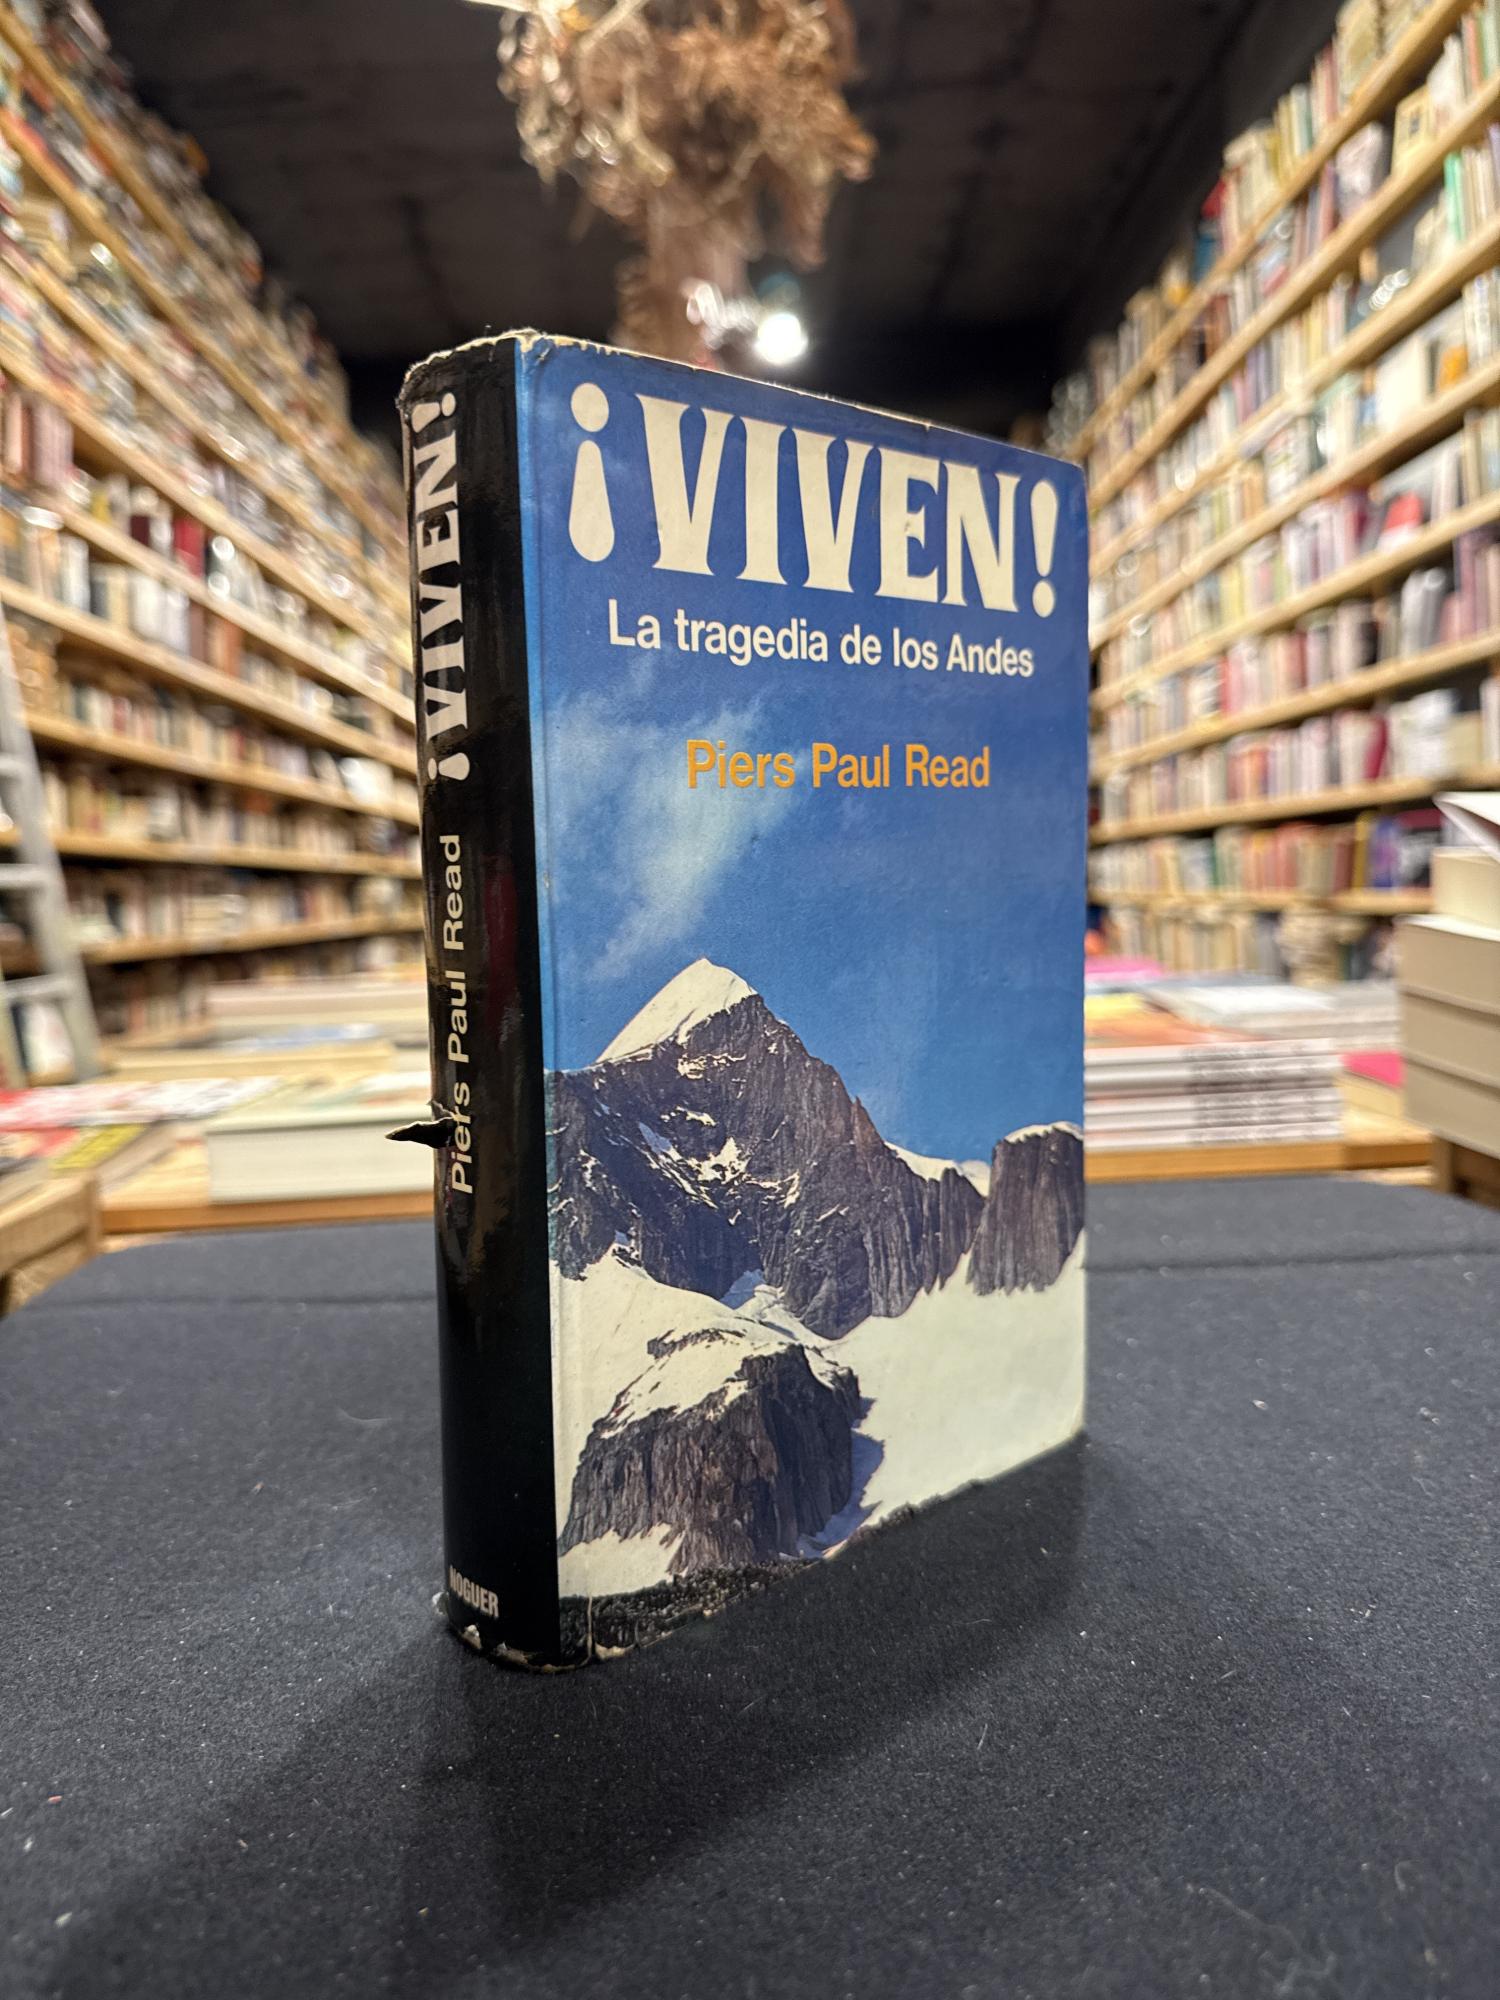 ¡VIVEN!
La tragedia de los Andes
Piers Paul Read
¡VIVEN!
Piers Paul Read
NOGUER